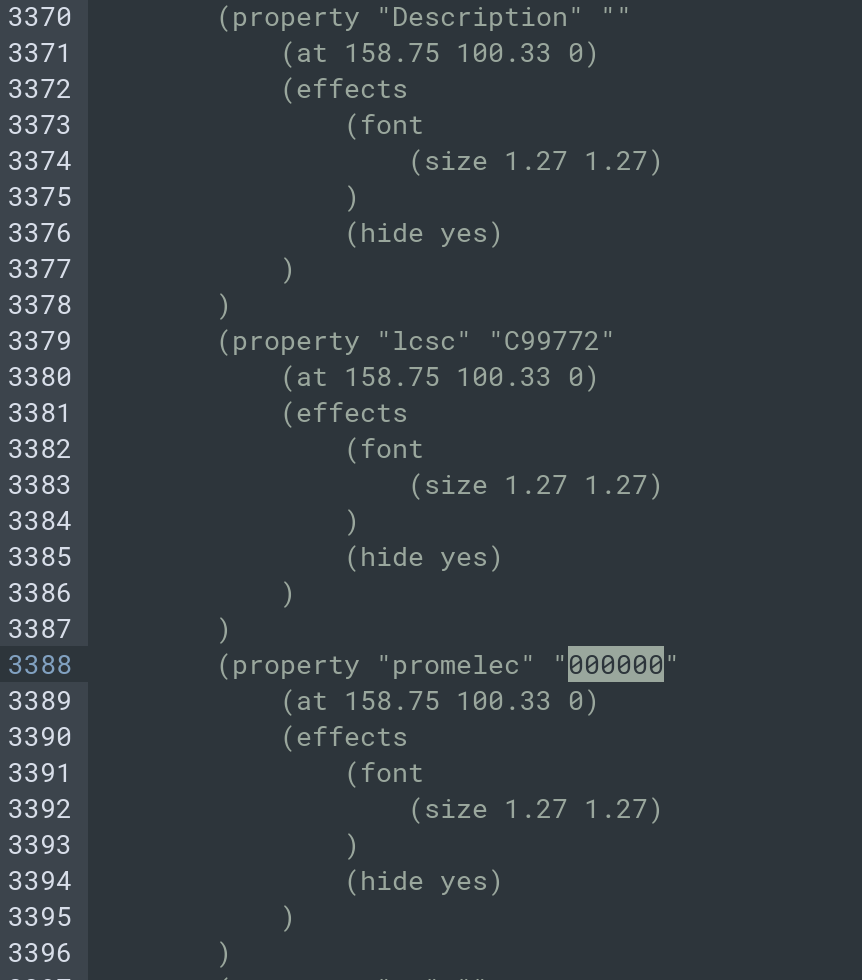 3370 (property "Description" ""
3371 (at 158.75 100.33 0)
3372 (effects
3373 (font
3374 (size 1.27 1.27)
3375 )
3376 (hide yes)
3377 )
3378 )
3379 (property "lcsc" "C99772"
3380 (at 158.75 100.33 0)
3381 (effects
3382 (font
3383 (size 1.27 1.27)
3384 )
3385 (hide yes)
3386 )
3387 )
3388 (property "promelec" "000000"
3389 (at 158.75 100.33 0)
3390 (effects
3391 (font
3392 (size 1.27 1.27)
3393 )
3394 (hide yes)
3395 )
3396 )